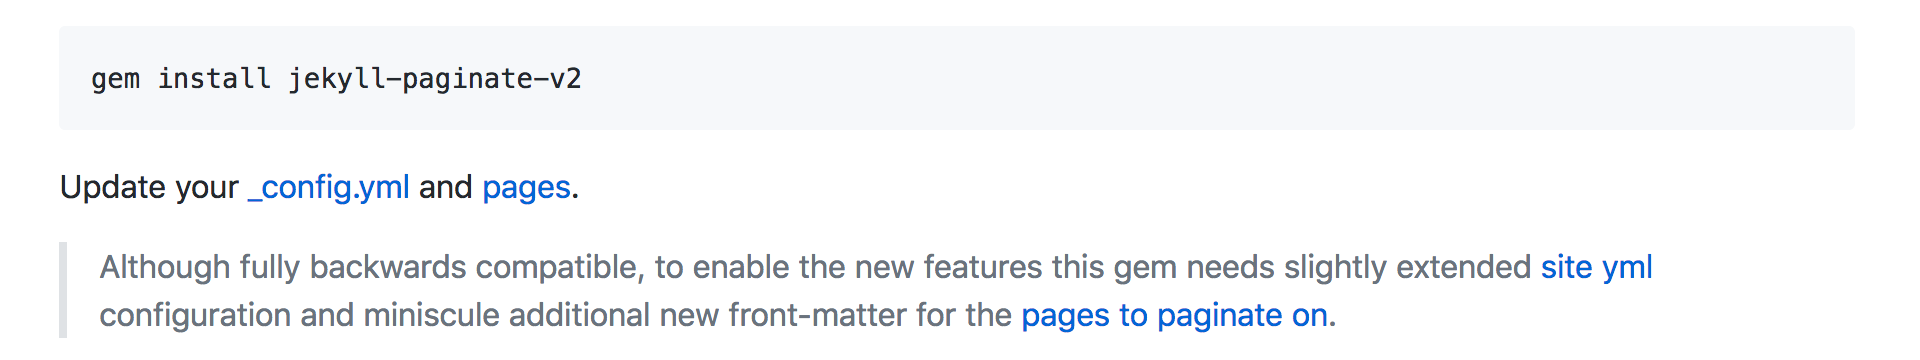 gem install jekyll-paginate-v2
Update your _config.yml and pages.
Although fully backwards compatible, to enable the new features this gem needs slightly extended site yml
configuration and miniscule additional new front-matter for the pages to paginate on.